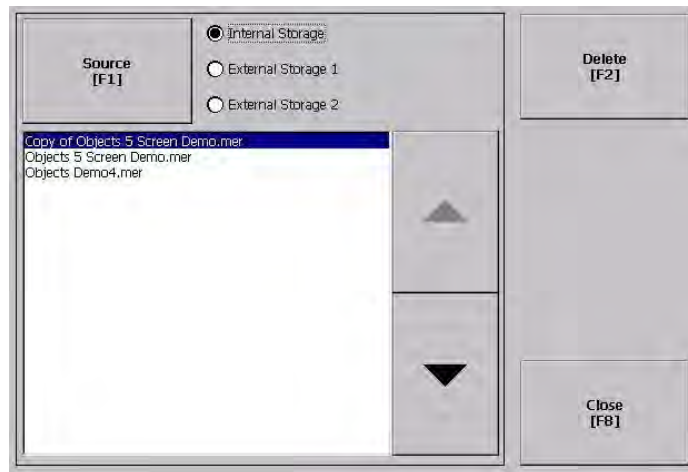 Source
[F1]
Internal Storage
External Storage 1
External Storage 2
Delete
[F2]
Copy of Objects 5 Screen Demo.mer
Objects 5 Screen Demo.mer
Objects Demo4.mer
Close
[F8]